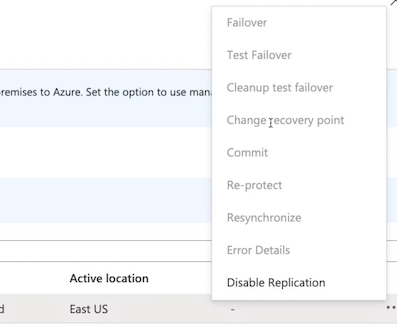 Failover
Test Failover
remises to Azure. Set the option to use mana
Cleanup test failover
Change recovery point
Commit
Re-protect
Resynchronize
Error Details
Active location
Disable Replication
d East US - ..